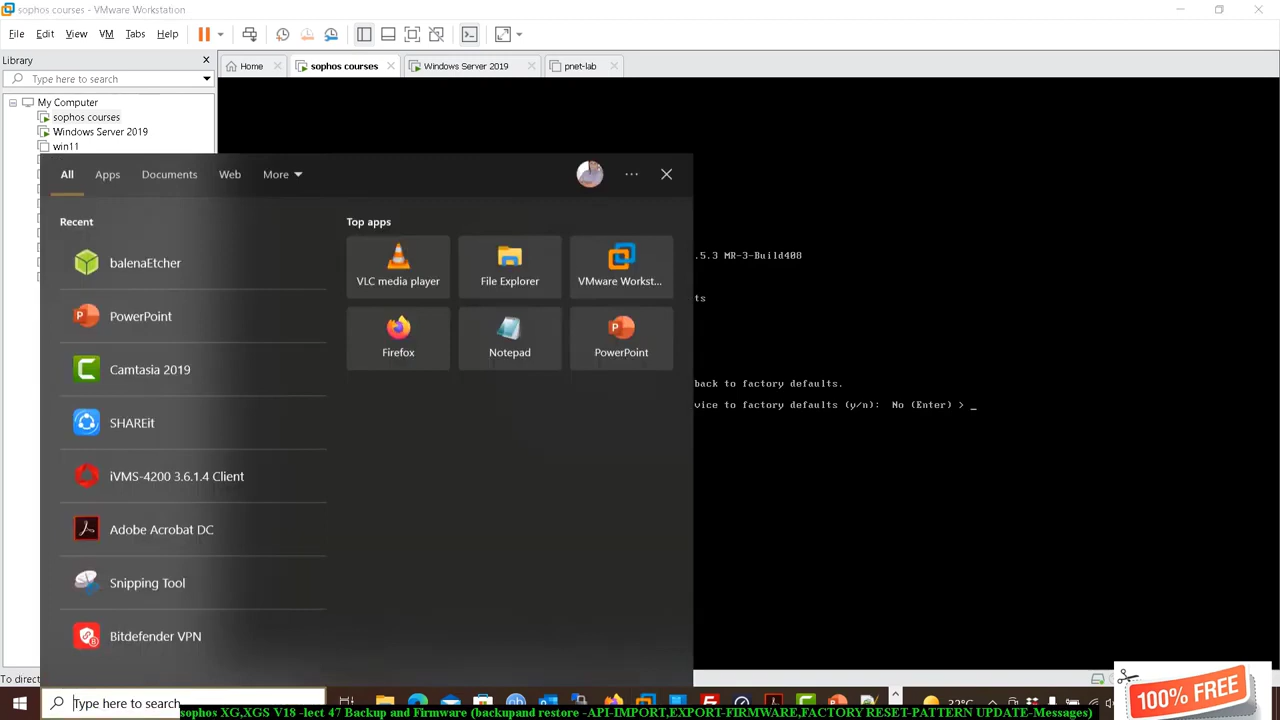 sophos courses - VMware Workstation
File Edit View VM Tabs Help
Library
Type here to search
Home
sophos courses
Windows Server 2019
pnet-lab
My Computer
sophos courses
Windows Server 2019
win11
All Apps Documents Web More
Recent
balenaEtcher
PowerPoint
Camtasia 2019
SHAREit
iVMS-4200 3.6.1.4 Client
Adobe Acrobat DC
Snipping Tool
Bitdefender VPN
Top apps
VLC media player
File Explorer
VMware Workst...
Firefox
Notepad
PowerPoint
.5.3 MR-3-Build408
ts
back to factory defaults.
vice to factory defaults (y/n): No (Enter) > _
To direct
Type here to search
sophos XG,XGS V18 -lect 47 Backup and Firmware (backupand restore -API-IMPORT,EXPORT-FIRMWARE,FACTORY RESET-PATTERN UPDATE-Messages)
100% FREE